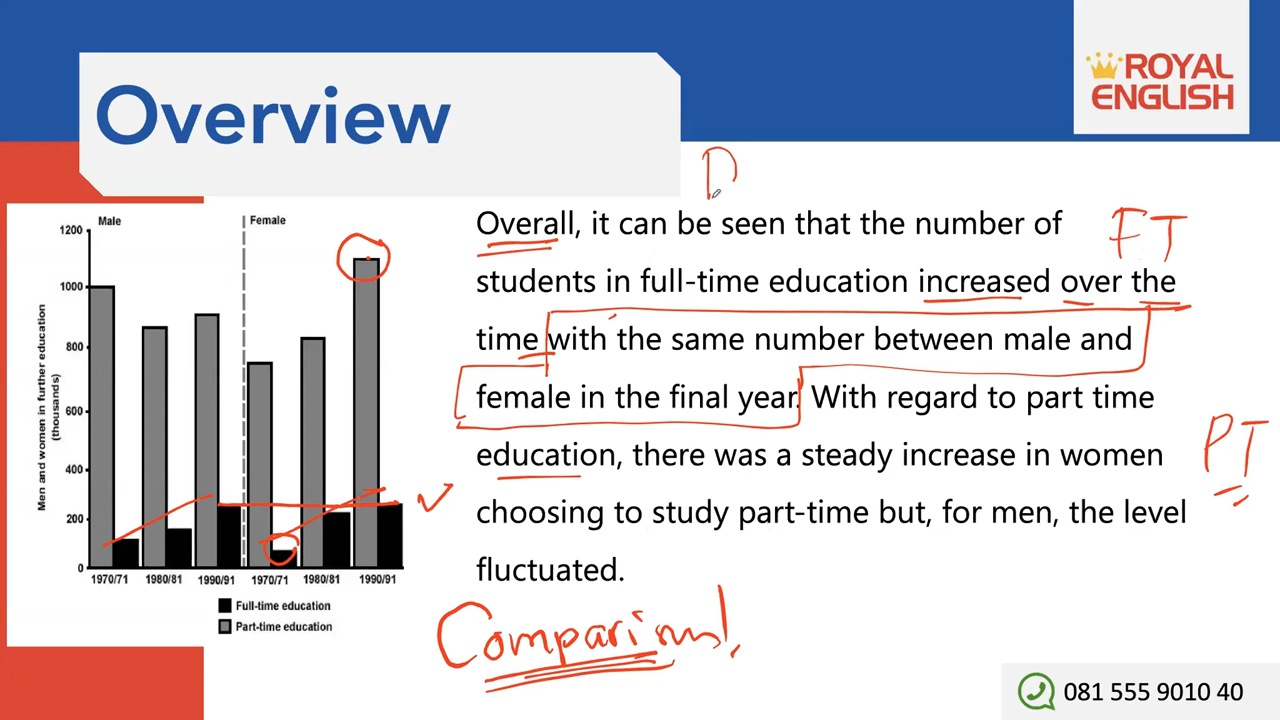 Overview
ROYAL
ENGLISH
D
Overall, it can be seen that the number of
FT
students in full-time education increased over the
time with the same number between male and
female in the final year. With regard to part time
education, there was a steady increase in women
PT
choosing to study part-time but, for men, the level
fluctuated.
Comparison!
Male
Female
Men and women in further education
(thousands)
1200
1000
800
600
400
200
0
1970/71 1980/81 1990/91 1970/71 1980/81 1990/91
Full-time education
Part-time education
081 555 9010 40